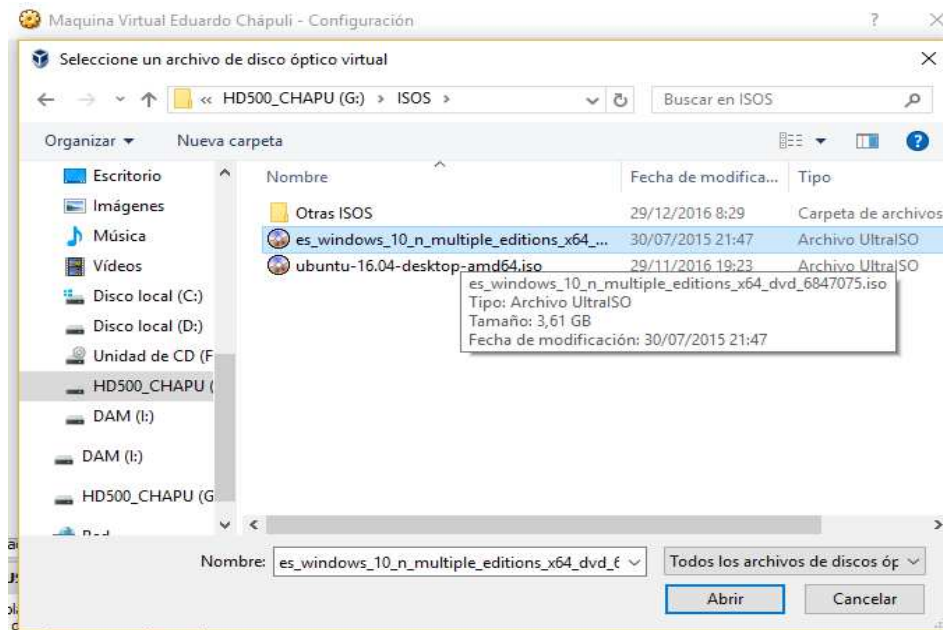 Maquina Virtual Eduardo Chápuli - Configuración ?
Seleccione un archivo de disco óptico virtual
« HD500_CHAPU (G:) > ISOS >
Buscar en ISOS
Organizar
Nueva carpeta
Nombre
Fecha de modifica...
Tipo
Escritorio
Imágenes
Música
Vídeos
Disco local (C:)
Disco local (D:)
Unidad de CD (F
HD500_CHAPU (
DAM (I:)
DAM (I:)
HD500_CHAPU (G
Red
Otras ISOS 29/12/2016 8:29 Carpeta de archivos
es_windows_10_n_multiple_editions_x64_... 30/07/2015 21:47 Archivo UltraISO
ubuntu-16.04-desktop-amd64.iso 29/11/2016 19:23 Archivo UltraISO
es_windows_10_n_multiple_editions_x64_dvd_6847075.iso
Tipo: Archivo UltraISO
Tamaño: 3,61 GB
Fecha de modificación: 30/07/2015 21:47
Nombre: es_windows_10_n_multiple_editions_x64_dvd_6
Todos los archivos de discos óp
Abrir
Cancelar